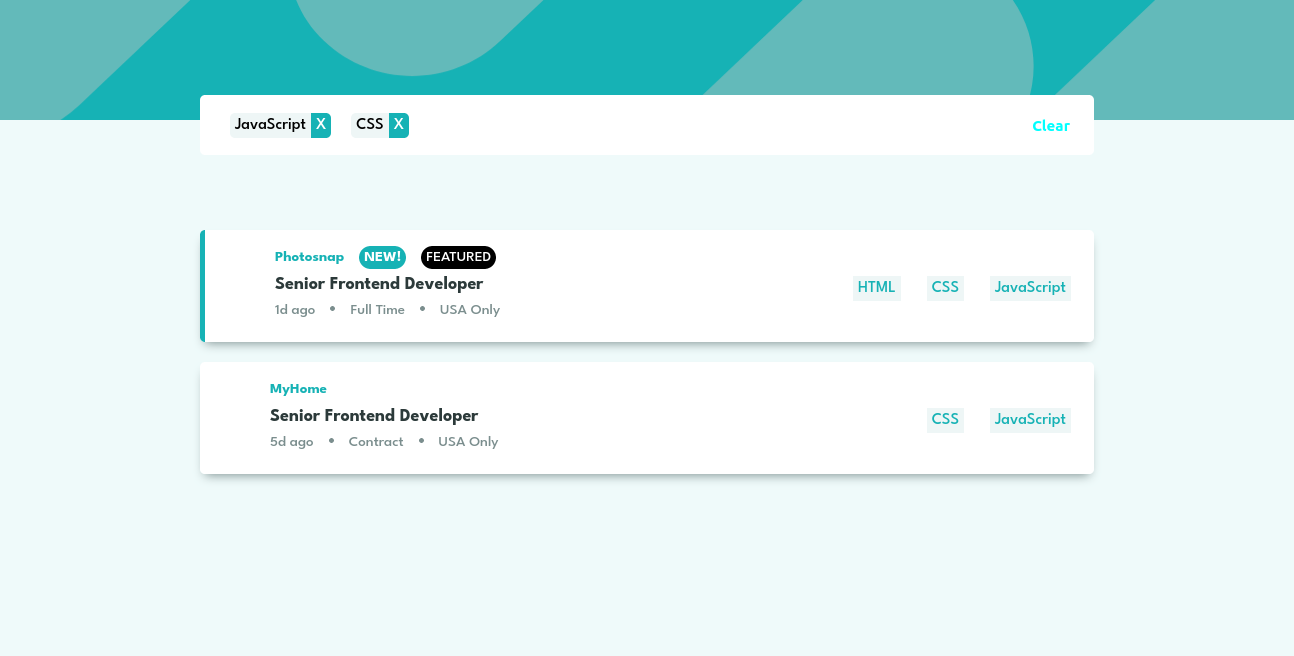 JavaScript X CSS X Clear
Photosnap NEW! FEATURED
Senior Frontend Developer
1d ago • Full Time • USA Only
HTML CSS JavaScript
MyHome
Senior Frontend Developer
5d ago • Contract • USA Only
CSS JavaScript